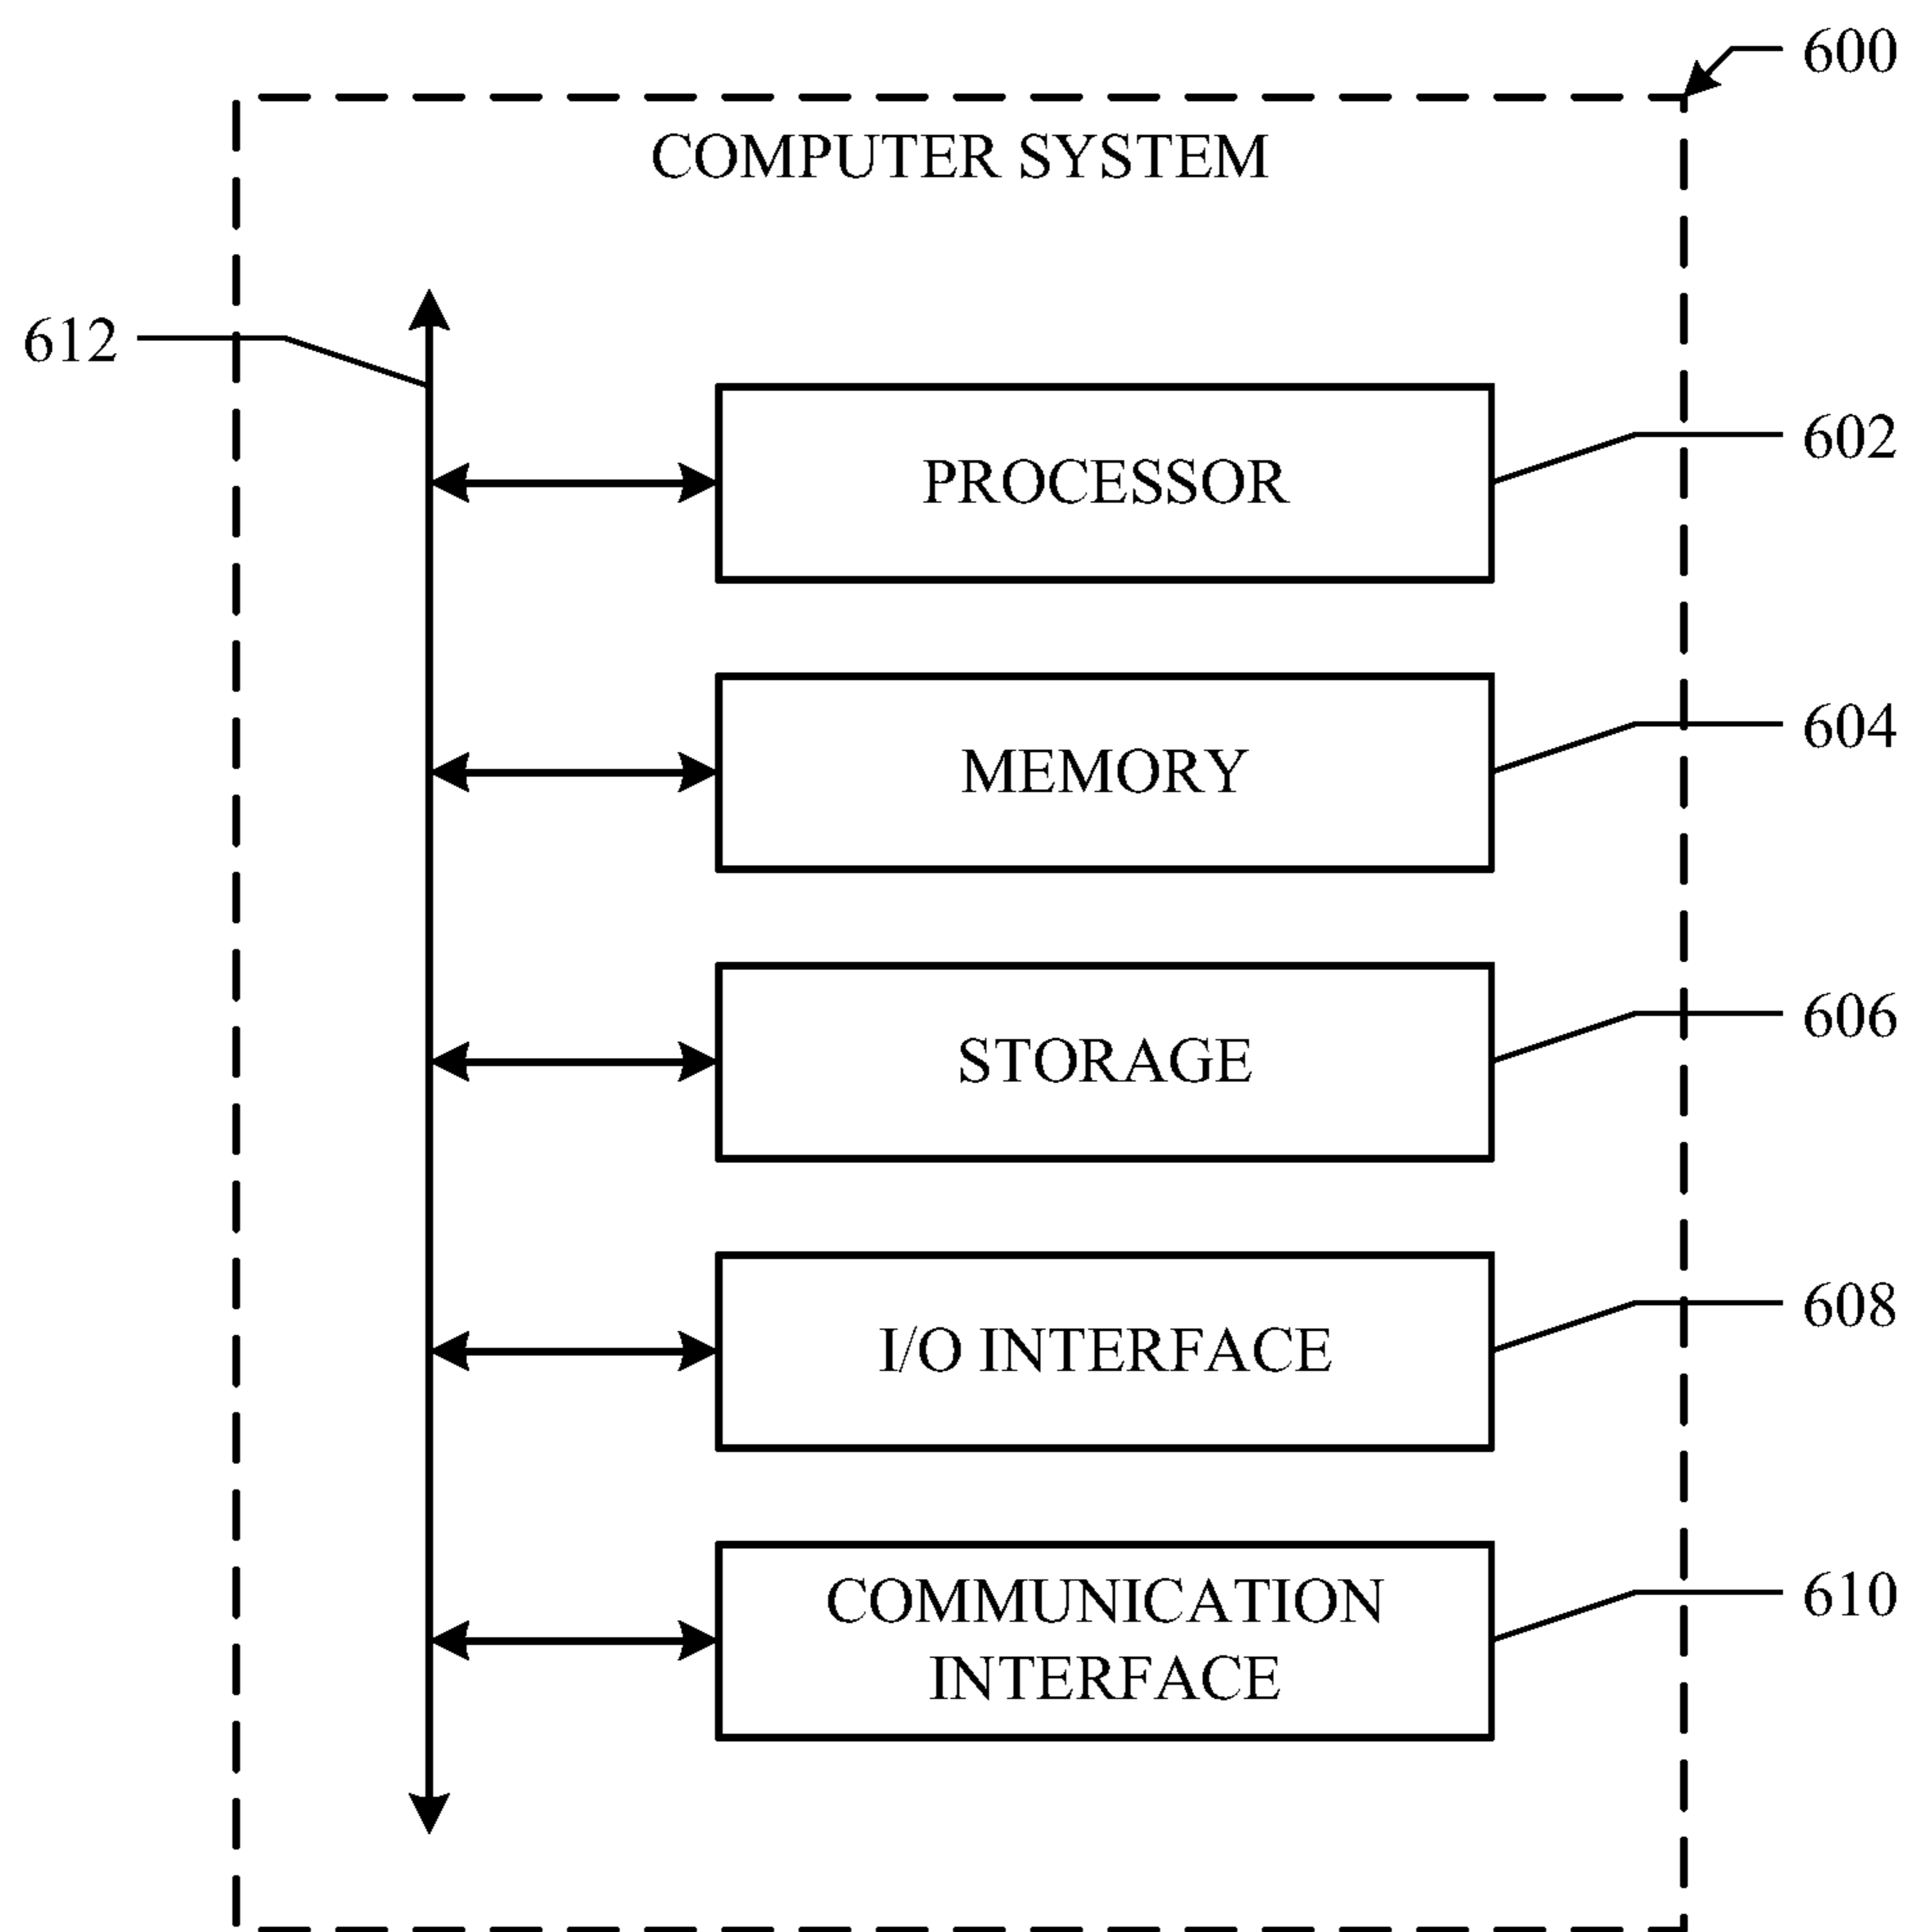 600
COMPUTER SYSTEM
612
602
PROCESSOR
604
MEMORY
606
STORAGE
608
I/O INTERFACE
610
COMMUNICATION
INTERFACE